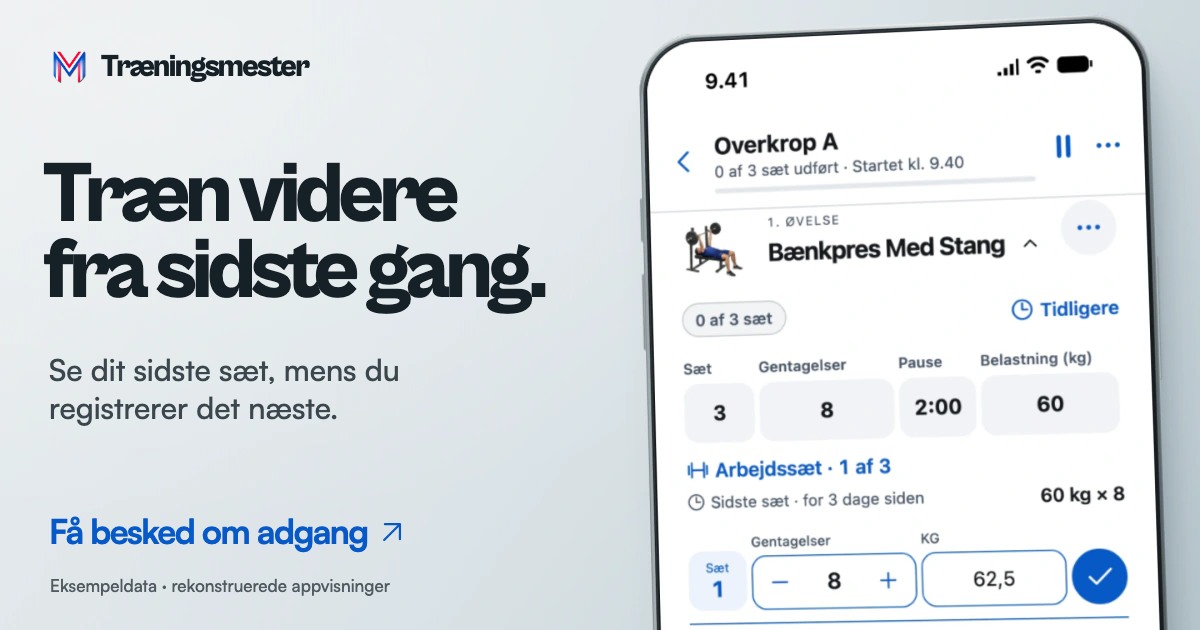 Træningsmester
Træn videre
fra sidste gang.
Se dit sidste sæt, mens du
registrerer det næste.
Få besked om adgang
Eksempeldata · rekonstruerede appvisninger
9.41
Overkrop A
0 af 3 sæt udført · Startet kl. 9.40
1. ØVELSE
Bænkpres Med Stang
0 af 3 sæt
Tidligere
Sæt Gentagelser Pause Belastning (kg)
3 8 2:00 60
Arbejdssæt · 1 af 3
Sidste sæt · for 3 dage siden 60 kg × 8
Gentagelser KG
Sæt
1 − 8 + 62,5